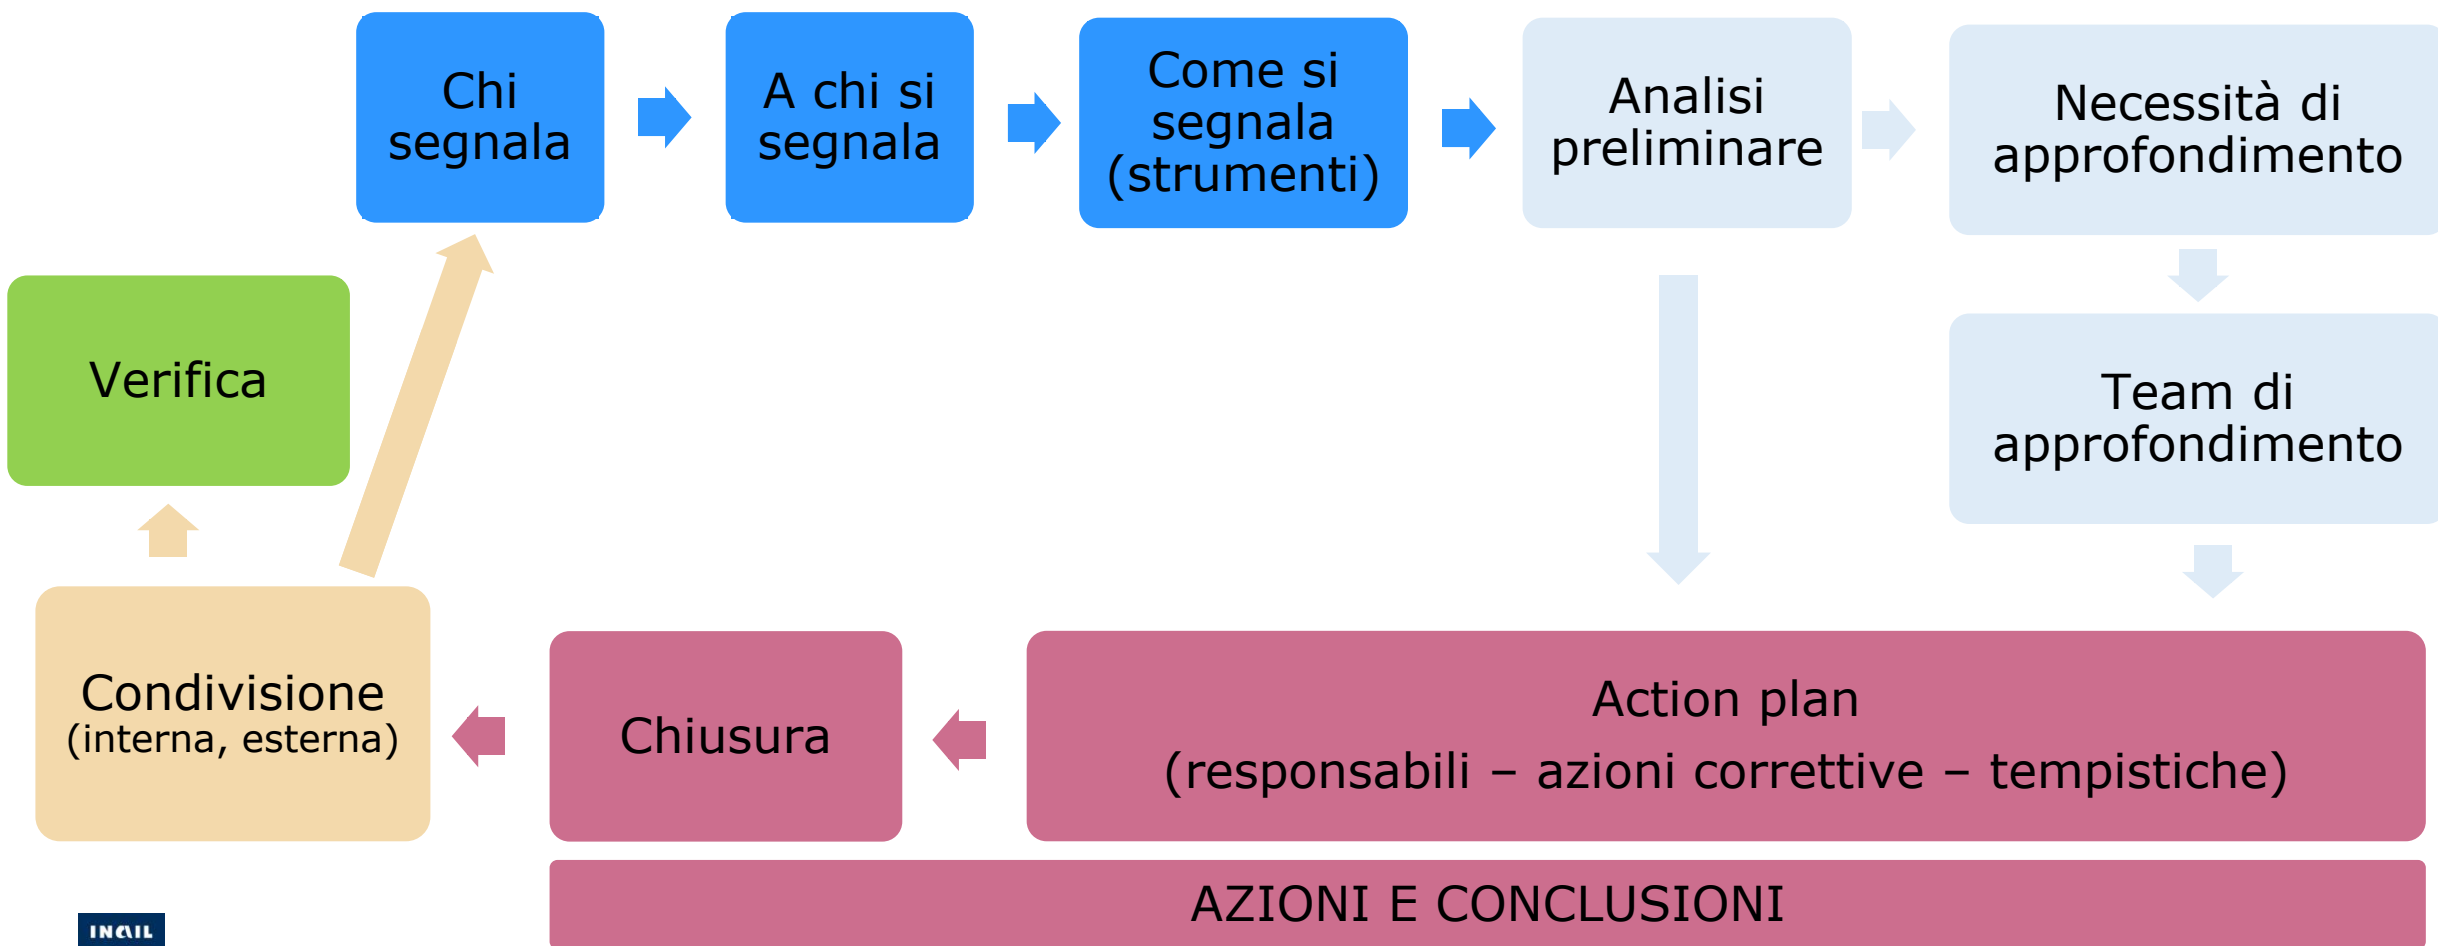 Chi
segnala
A chi si
segnala
Come si
segnala
(strumenti)
Analisi
preliminare
Necessità di
approfondimento
Verifica
Team di
approfondimento
Condivisione
(interna, esterna)
Chiusura
Action plan
(responsabili – azioni correttive – tempistiche)
AZIONI E CONCLUSIONI
INAIL